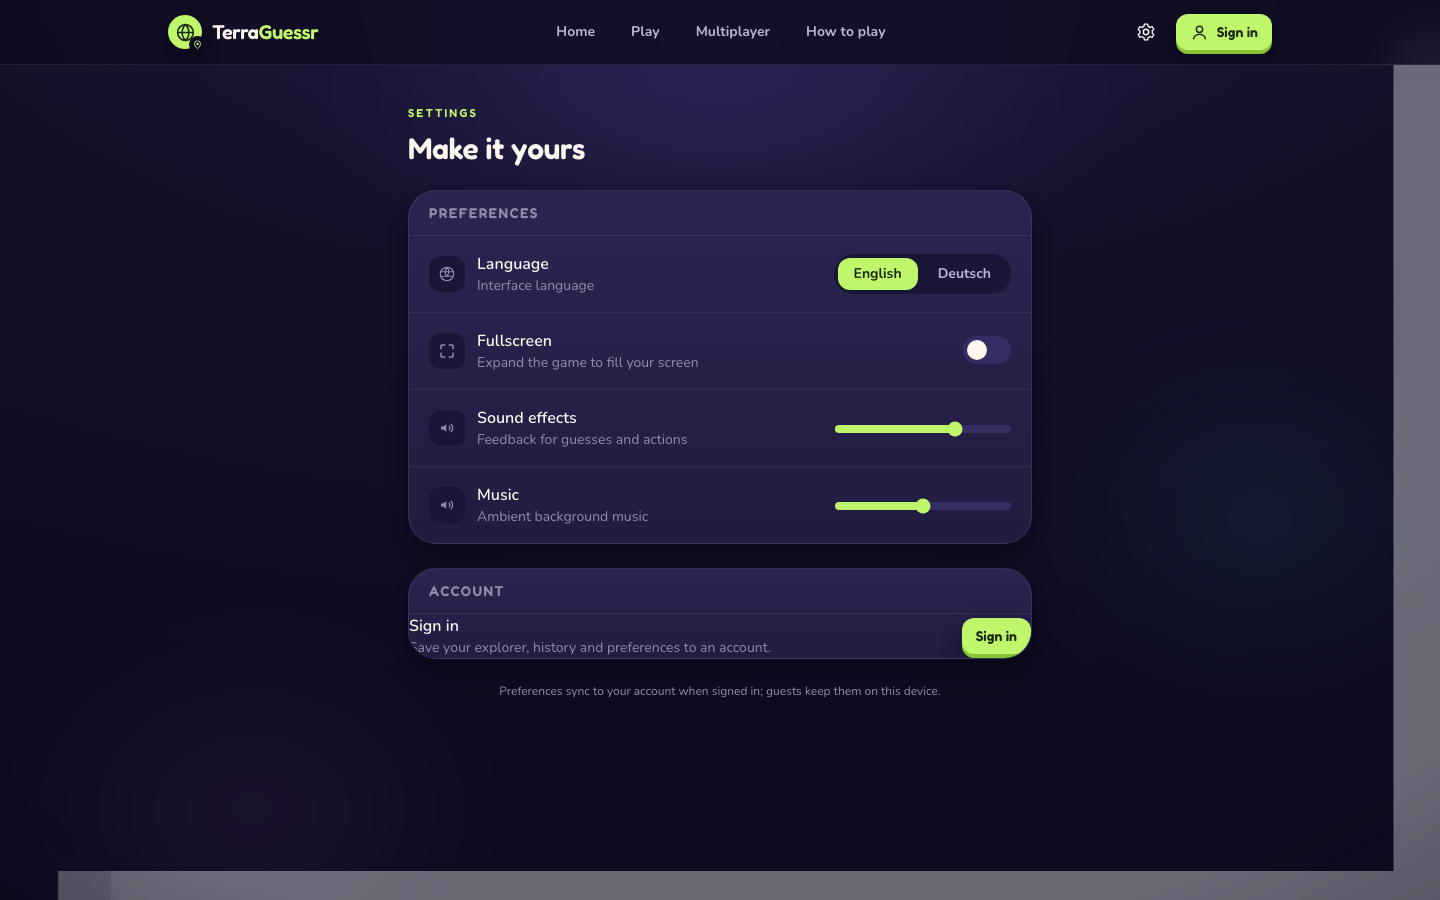 TerraGuessr
Home
Play
Multiplayer
How to play
Sign in
SETTINGS
Make it yours
PREFERENCES
Language
Interface language
English
Deutsch
Fullscreen
Expand the game to fill your screen
Sound effects
Feedback for guesses and actions
Music
Ambient background music
ACCOUNT
Sign in
Save your explorer, history and preferences to an account.
Sign in
Preferences sync to your account when signed in; guests keep them on this device.